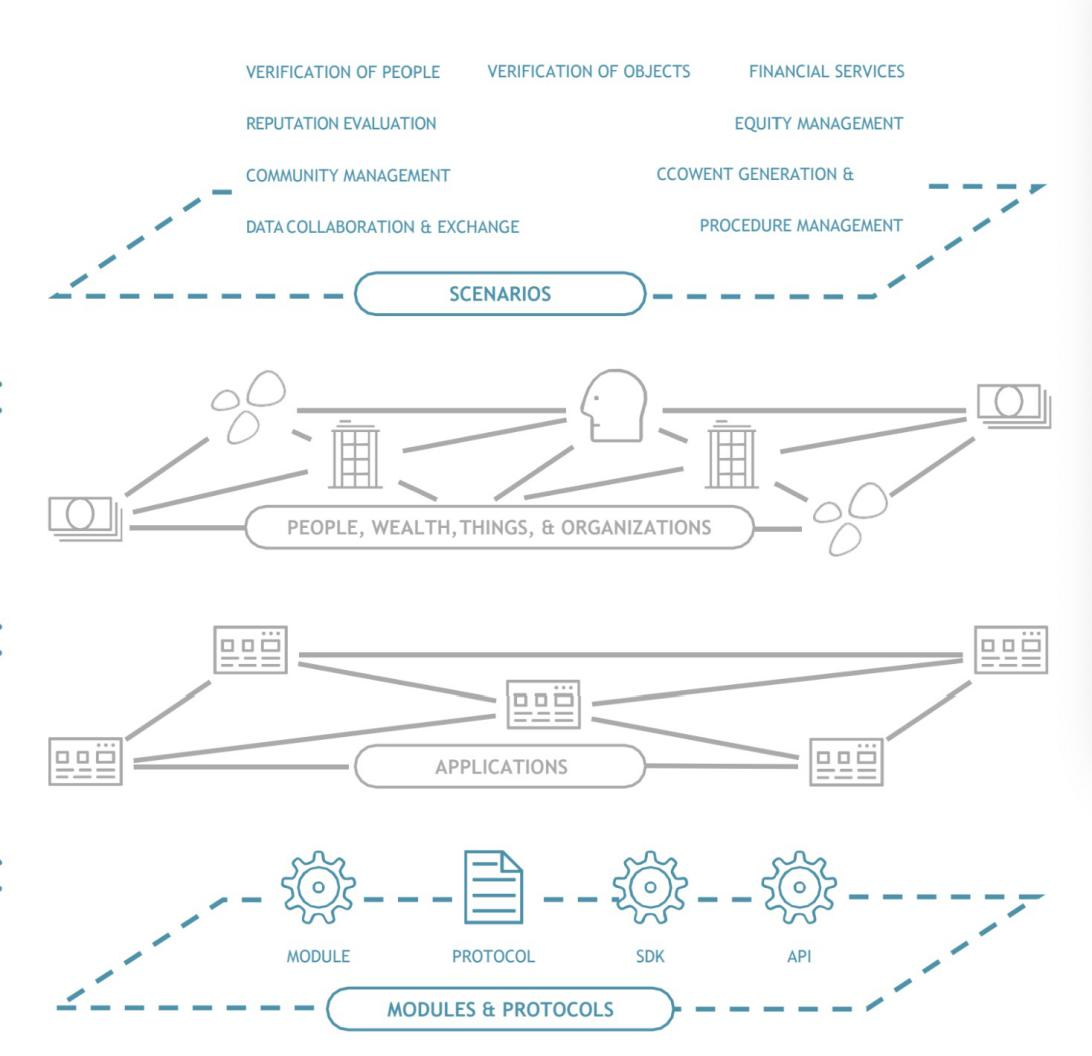 VERIFICATION OF PEOPLE VERIFICATION OF OBJECTS FINANCIAL SERVICES
REPUTATION EVALUATION EQUITY MANAGEMENT
COMMUNITY MANAGEMENT CCOWENT GENERATION &
DATA COLLABORATION & EXCHANGE PROCEDURE MANAGEMENT
SCENARIOS
PEOPLE, WEALTH, THINGS, & ORGANIZATIONS
APPLICATIONS
MODULE PROTOCOL SDK API
MODULES & PROTOCOLS